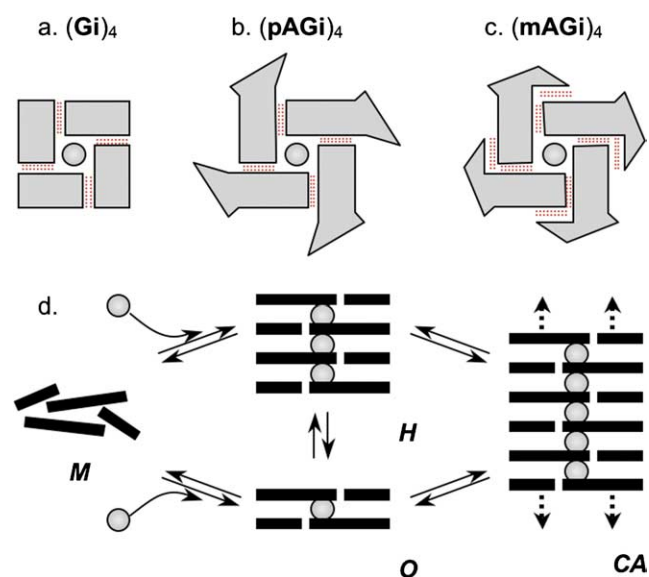 a. (Gi)₄ b. (pAGi)₄ c. (mAGi)₄
d.
M
H
O
CA